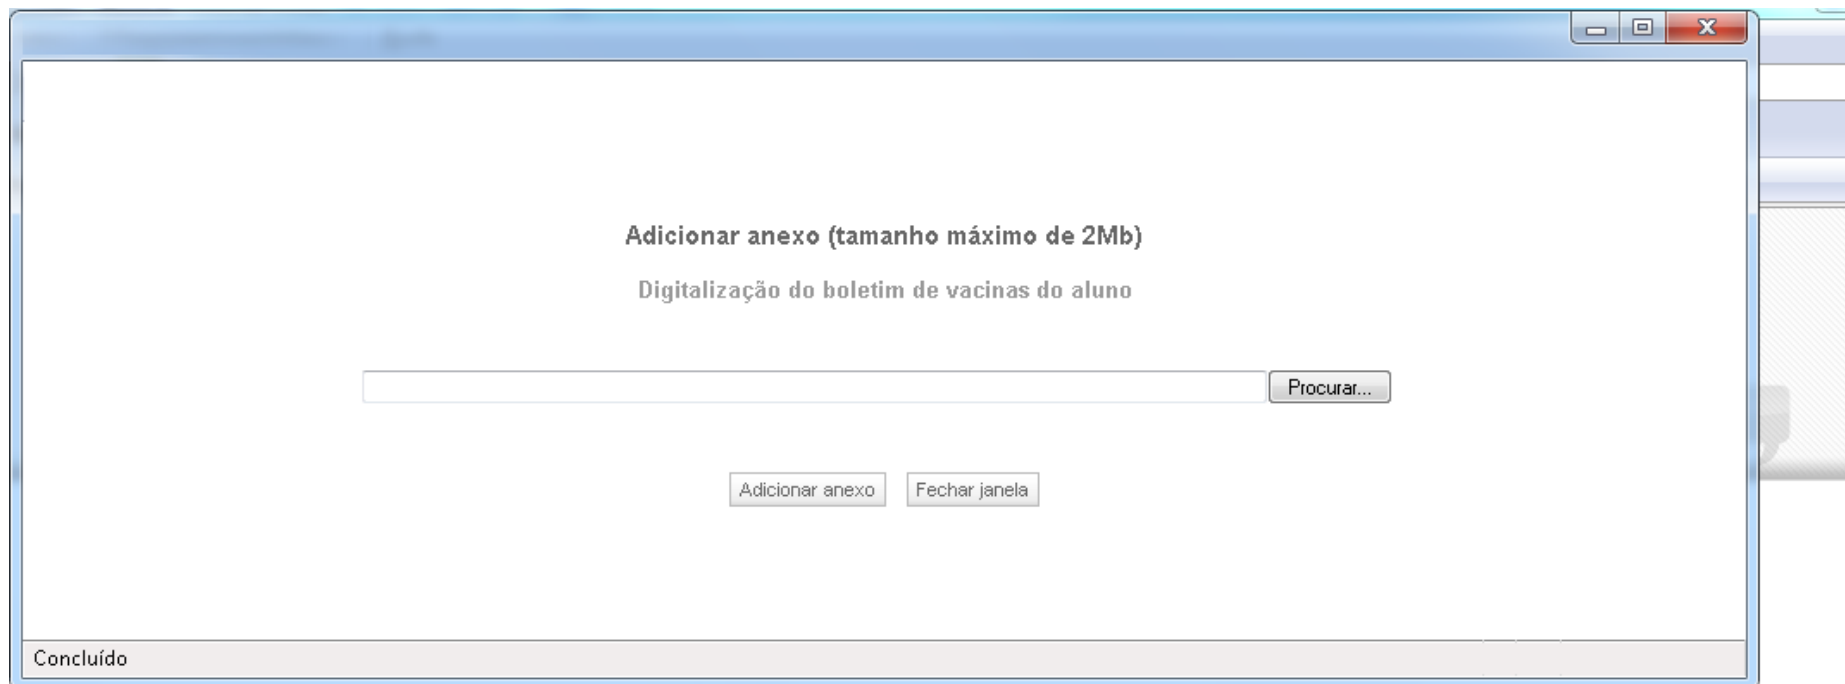 Adicionar anexo (tamanho máximo de 2Mb)
Digitalização do boletim de vacinas do aluno
Procurar...
Adicionar anexo Fechar janela
Concluído